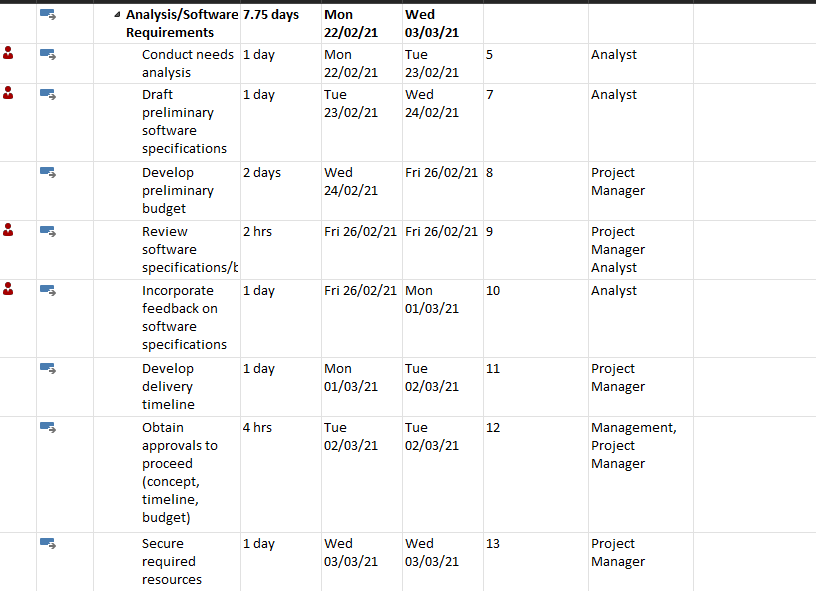 Analysis/Software 7.75 days Mon Wed
Requirements 22/02/21 03/03/21
Conduct needs 1 day Mon Tue 5 Analyst
analysis 22/02/21 23/02/21
Draft 1 day Tue Wed 7 Analyst
preliminary 23/02/21 24/02/21
software
specifications
Develop 2 days Wed Fri 26/02/21 8 Project
preliminary 24/02/21 Manager
budget
Review 2 hrs Fri 26/02/21 Fri 26/02/21 9 Project
software Manager
specifications/b Analyst
Incorporate 1 day Fri 26/02/21 Mon 10 Analyst
feedback on 01/03/21
software
specifications
Develop 1 day Mon Tue 11 Project
delivery 01/03/21 02/03/21 Manager
timeline
Obtain 4 hrs Tue Tue 12 Management,
approvals to 02/03/21 02/03/21 Project
proceed Manager
(concept,
timeline,
budget)
Secure 1 day Wed Wed 13 Project
required 03/03/21 03/03/21 Manager
resources